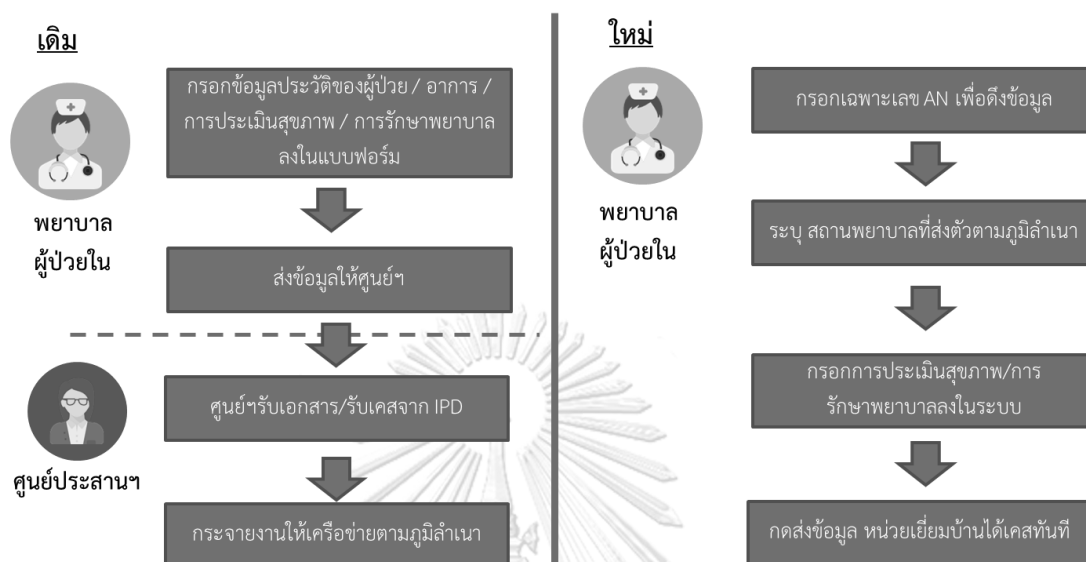 เดิม
พยาบาล
ผู้ป่วยใน
กรอกข้อมูลประวัติของผู้ป่วย / อาการ /
การประเมินสุขภาพ / การรักษาพยาบาล
ลงในแบบฟอร์ม
ส่งข้อมูลให้ศูนย์ฯ
ศูนย์ประสานฯ
ศูนย์ฯรับเอกสาร/รับเคสจาก IPD
กระจายงานให้เครือข่ายตามภูมิลำเนา
ใหม่
พยาบาล
ผู้ป่วยใน
กรอกเฉพาะเลข AN เพื่อดึงข้อมูล
ระบุ สถานพยาบาลที่ส่งตัวตามภูมิลำเนา
กรอกการประเมินสุขภาพ/การ
รักษาพยาบาลลงในระบบ
กดส่งข้อมูล หน่วยเยี่ยมบ้านได้เคสทันที